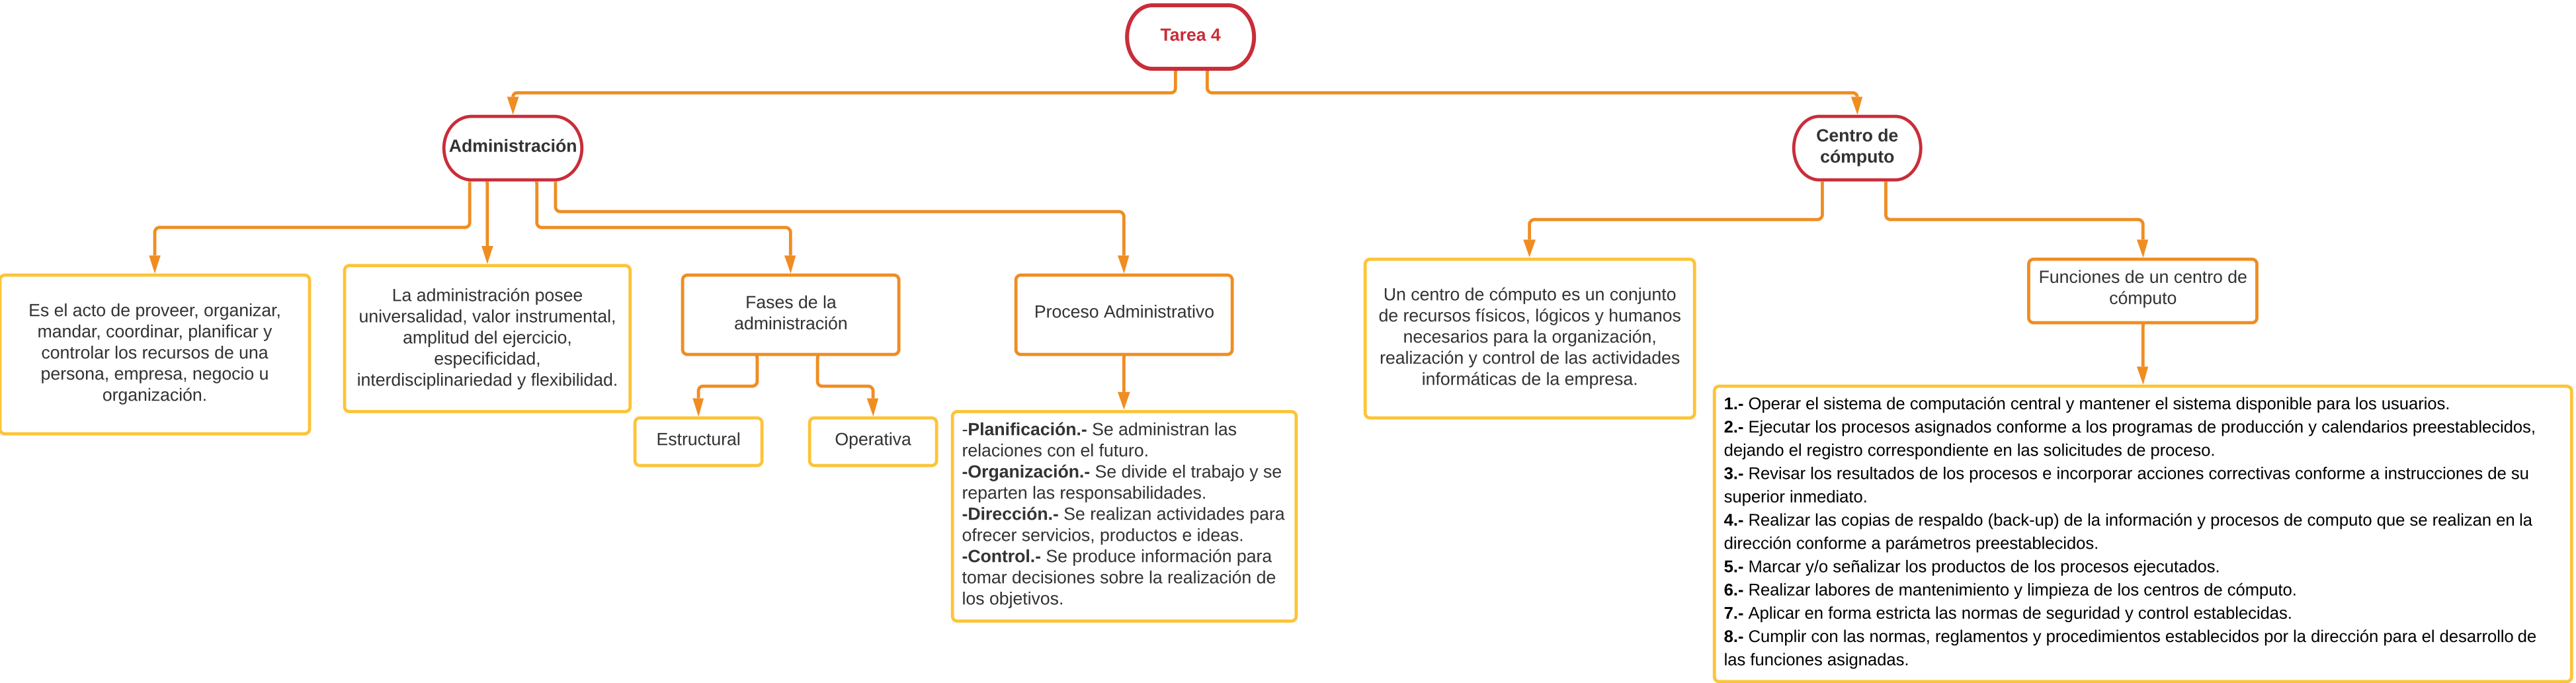 Tarea 4
Administración
Centro de
cómputo
Es el acto de proveer, organizar,
mandar, coordinar, planificar y
controlar los recursos de una
persona, empresa, negocio u
organización.
La administración posee
universalidad, valor instrumental,
amplitud del ejercicio,
especificidad,
interdisciplinariedad y flexibilidad.
Fases de la
administración
Estructural
Operativa
Proceso Administrativo
-Planificación.- Se administran las
relaciones con el futuro.
-Organización.- Se divide el trabajo y se
reparten las responsabilidades.
-Dirección.- Se realizan actividades para
ofrecer servicios, productos e ideas.
-Control.- Se produce información para
tomar decisiones sobre la realización de
los objetivos.
Un centro de cómputo es un conjunto
de recursos físicos, lógicos y humanos
necesarios para la organización,
realización y control de las actividades
informáticas de la empresa.
Funciones de un centro de
cómputo
1.- Operar el sistema de computación central y mantener el sistema disponible para los usuarios.
2.- Ejecutar los procesos asignados conforme a los programas de producción y calendarios preestablecidos,
dejando el registro correspondiente en las solicitudes de proceso.
3.- Revisar los resultados de los procesos e incorporar acciones correctivas conforme a instrucciones de su
superior inmediato.
4.- Realizar las copias de respaldo (back-up) de la información y procesos de computo que se realizan en la
dirección conforme a parámetros preestablecidos.
5.- Marcar y/o señalizar los productos de los procesos ejecutados.
6.- Realizar labores de mantenimiento y limpieza de los centros de cómputo.
7.- Aplicar en forma estricta las normas de seguridad y control establecidas.
8.- Cumplir con las normas, reglamentos y procedimientos establecidos por la dirección para el desarrollo de
las funciones asignadas.